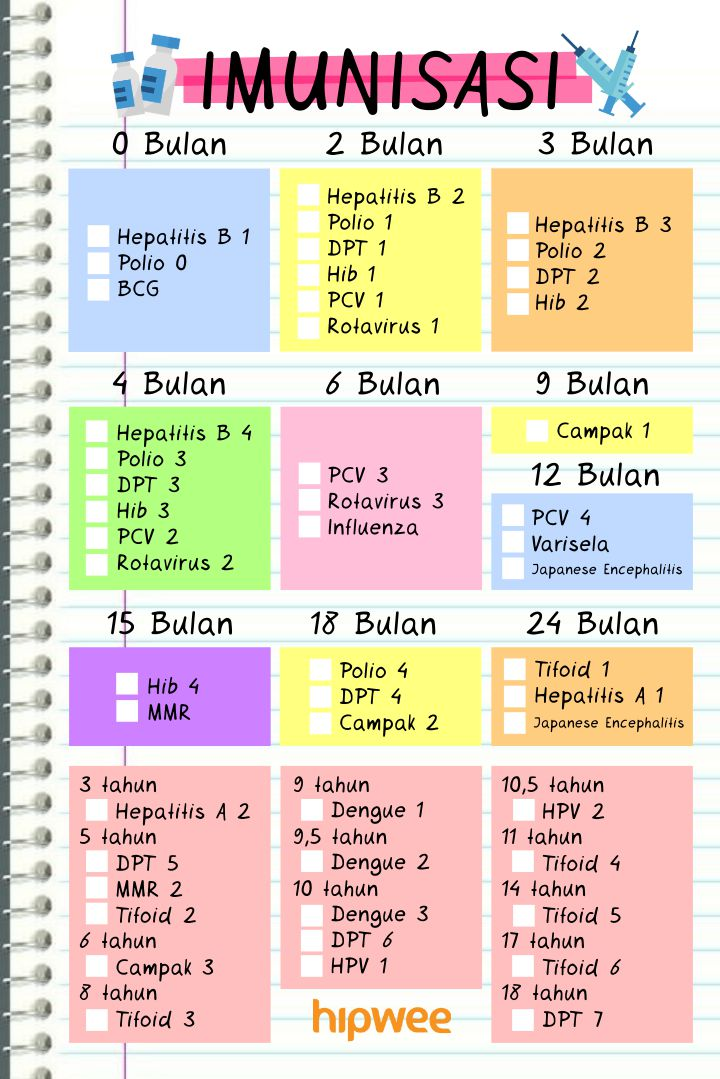 IMUNISASI
0 Bulan
Hepatitis B 1
Polio 0
BCG
2 Bulan
Hepatitis B 2
Polio 1
DPT 1
Hib 1
PCV 1
Rotavirus 1
3 Bulan
Hepatitis B 3
Polio 2
DPT 2
Hib 2
4 Bulan
Hepatitis B 4
Polio 3
DPT 3
Hib 3
PCV 2
Rotavirus 2
6 Bulan
PCV 3
Rotavirus 3
Influenza
9 Bulan
Campak 1
12 Bulan
PCV 4
Varisela
Japanese Encephalitis
15 Bulan
Hib 4
MMR
18 Bulan
Polio 4
DPT 4
Campak 2
24 Bulan
Tifoid 1
Hepatitis A 1
Japanese Encephalitis
3 tahun
Hepatitis A 2
5 tahun
DPT 5
MMR 2
Tifoid 2
6 tahun
Campak 3
8 tahun
Tifoid 3
9 tahun
Dengue 1
9,5 tahun
Dengue 2
10 tahun
Dengue 3
DPT 6
HPV 1
10,5 tahun
HPV 2
11 tahun
Tifoid 4
14 tahun
Tifoid 5
17 tahun
Tifoid 6
18 tahun
DPT 7
hipwee